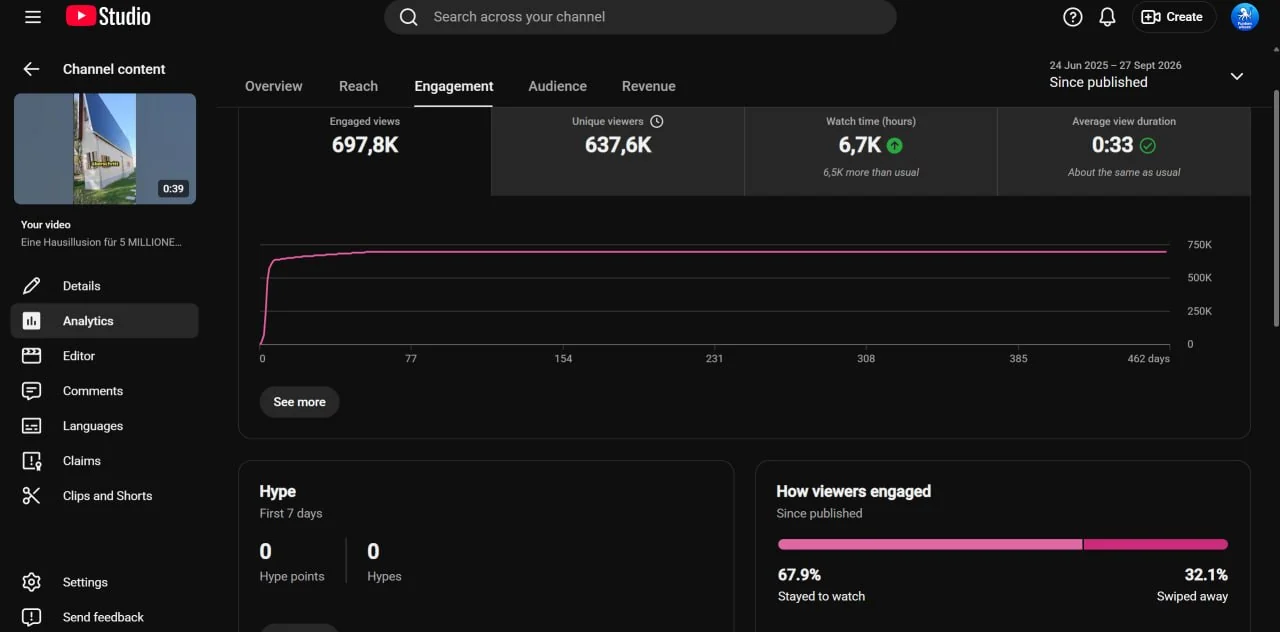 Studio
Search across your channel
Create
Channel content
Overview
Reach
Engagement
Audience
Revenue
24 Jun 2025 – 27 Sept 2026
Since published
0:39
Your video
Eine Hausillusion für 5 MILLIONE...
Details
Analytics
Editor
Comments
Languages
Claims
Clips and Shorts
Settings
Send feedback
Engaged views
697,8K
Unique viewers
637,6K
Watch time (hours)
6,7K
6,5K more than usual
Average view duration
0:33
About the same as usual
750K
500K
250K
0
0
77
154
231
308
385
462 days
See more
Hype
First 7 days
0
Hype points
0
Hypes
How viewers engaged
Since published
67.9%
Stayed to watch
32.1%
Swiped away